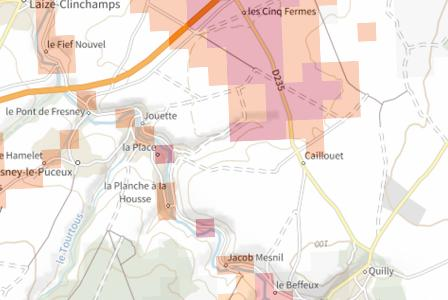 Laize-Clinchamps
les Cinq Fermes
le Fief Nouvel
D235
le Pont de Fresney
Jouette
la Place
e Hamelet
sney-le-Puceux
Caillouet
la Planche à la
Housse
le Tourtous
001
Jacob Mesnil
Quilly
le Beffeux